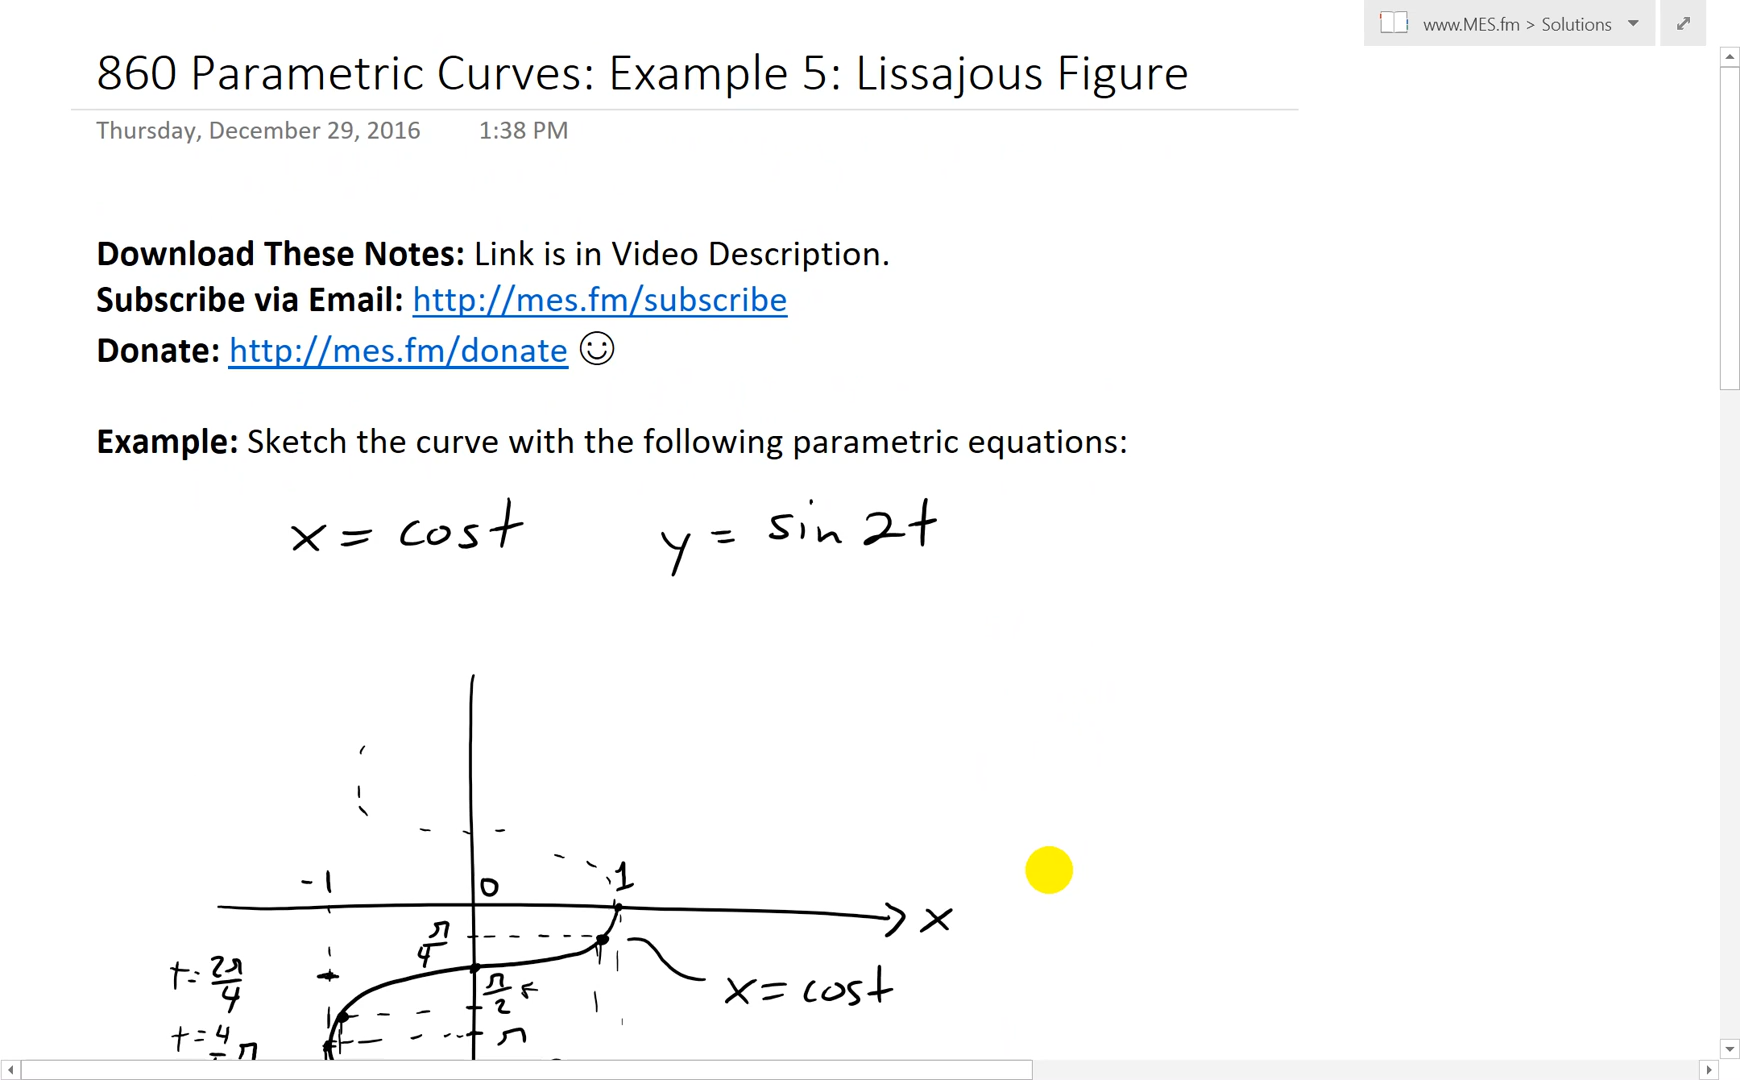 www.MES.fm > Solutions
860 Parametric Curves: Example 5: Lissajous Figure
Thursday, December 29, 2016 1:38 PM
Download These Notes: Link is in Video Description.
Subscribe via Email: http://mes.fm/subscribe
Donate: http://mes.fm/donate ☺
Example: Sketch the curve with the following parametric equations:
x = cos t y = sin 2t
-1 0 1
x
π/4
t = 2π/4
π/2
x = cos t
t = 4
π
π